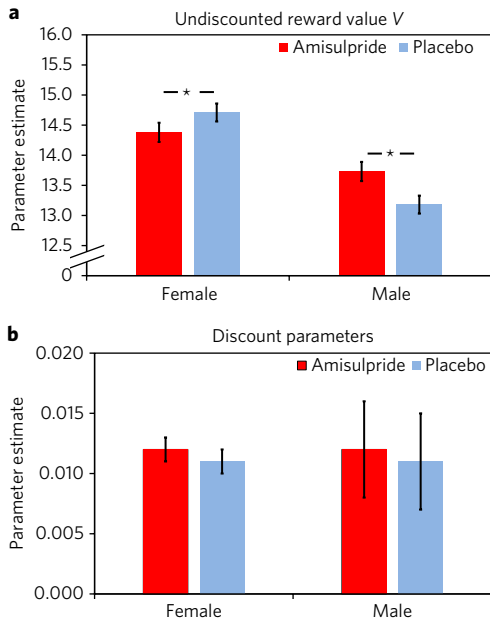 a
Undiscounted reward value V
Amisulpride Placebo
Parameter estimate
16.0
15.5
15.0
14.5
14.0
13.5
13.0
12.5
0
* *
Female Male
b
Discount parameters
Amisulpride Placebo
Parameter estimate
0.020
0.015
0.010
0.005
0.000
Female Male